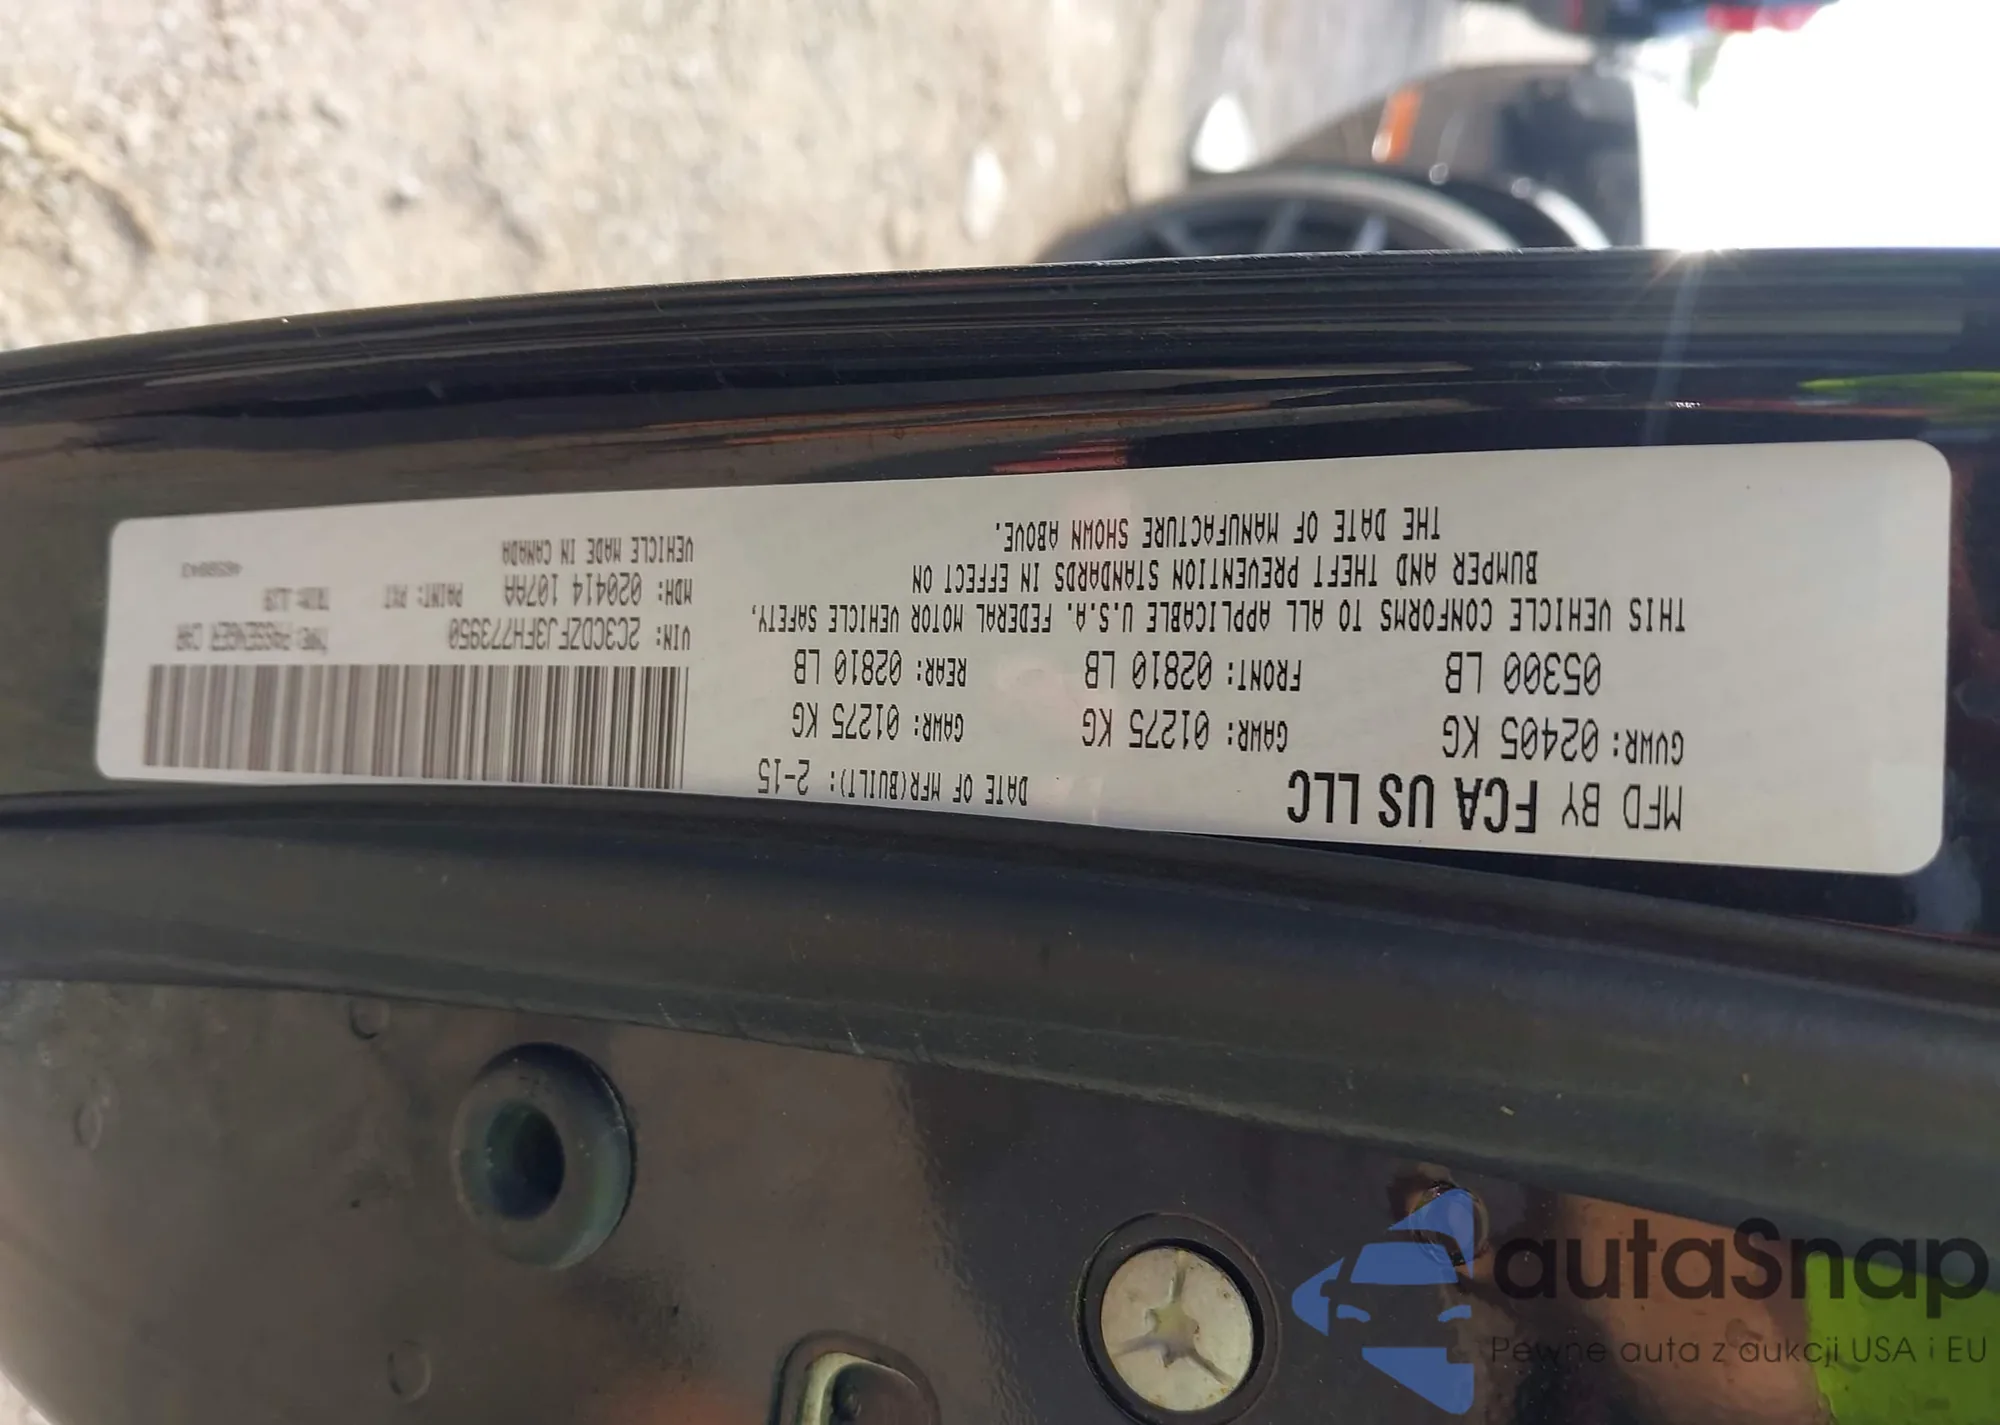 MFD BY FCA US LLC
DATE OF MFR(BUILT): 2-15
GVWR: 02405 KG
GAWR: 01275 KG
GAWR: 01275 KG
05300 LB
FRONT: 02810 LB
REAR: 02810 LB
THIS VEHICLE CONFORMS TO ALL APPLICABLE U.S.A. FEDERAL MOTOR VEHICLE SAFETY,
BUMPER AND THEFT PREVENTION STANDARDS IN EFFECT ON
THE DATE OF MANUFACTURE SHOWN ABOVE.
VIN: 2C3CDZFJ3FH773950
TYPE: PASSENGER CAR
MDH: 020414 107AA
PAINT: PXT
TRIM:
VEHICLE MADE IN CANADA
autaSnap
Pewne auta z aukcji USA i EU